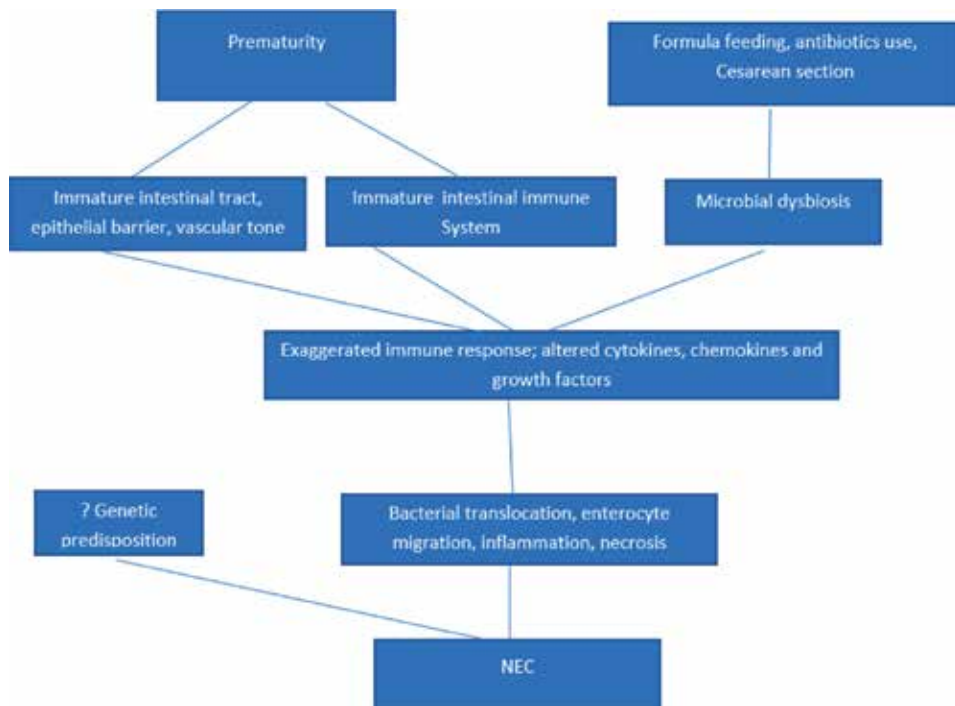 Prematurity
Formula feeding, antibiotics use,
Cesarean section
Immature intestinal tract,
epithelial barrier, vascular tone
Immature intestinal immune
System
Microbial dysbiosis
Exaggerated immune response; altered cytokines, chemokines and
growth factors
? Genetic
predisposition
Bacterial translocation, enterocyte
migration, inflammation, necrosis
NEC